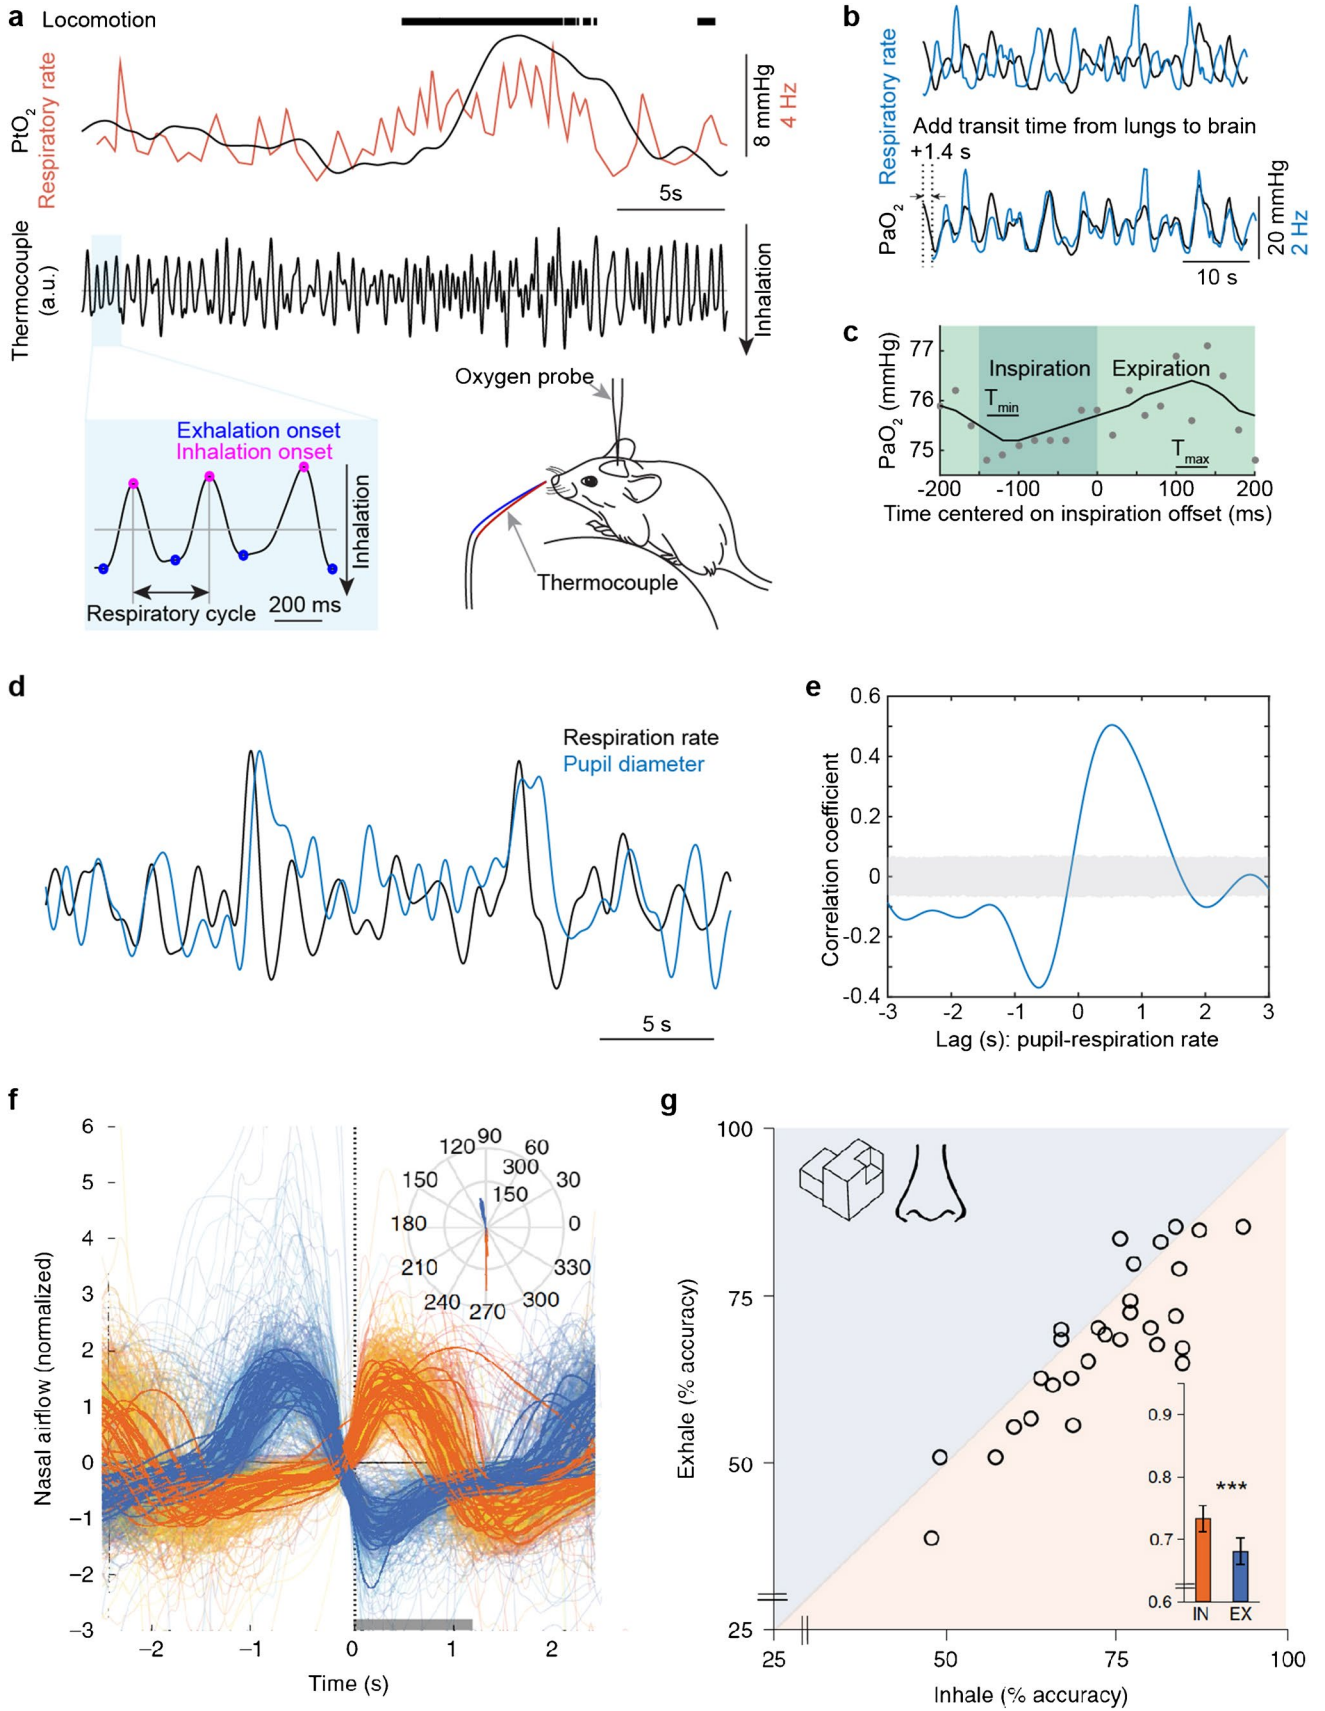 a
Locomotion
PtO2
Respiratory rate
8 mmHg
4 Hz
5s
Thermocouple
(a.u.)
Inhalation
Exhalation onset
Inhalation onset
Inhalation
Respiratory cycle
200 ms
Oxygen probe
Thermocouple
b
Respiratory rate
Add transit time from lungs to brain
+1.4 s
PaO2
20 mmHg
2 Hz
10 s
c
PaO2 (mmHg)
77
76
75
Inspiration
Expiration
Tmin
Tmax
-200 -100 0 100 200
Time centered on inspiration offset (ms)
d
Respiration rate
Pupil diameter
5 s
e
Correlation coefficient
0.6
0.4
0.2
0
-0.2
-0.4
-3 -2 -1 0 1 2 3
Lag (s): pupil-respiration rate
f
Nasal airflow (normalized)
6
5
4
3
2
1
0
−1
−2
−3
−2 −1 0 1 2
Time (s)
90
120 60
300
150 30
150
180 0
210 330
240 300
270
g
Exhale (% accuracy)
100
75
50
25
25 50 75 100
Inhale (% accuracy)
0.9
0.8
***
0.7
0.6
IN EX